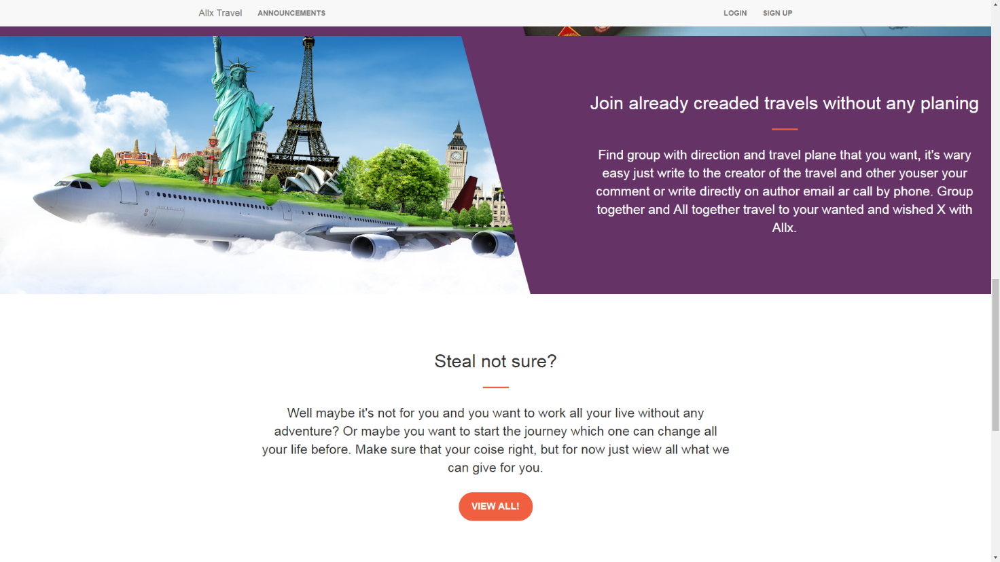 Allx Travel ANNOUNCEMENTS LOGIN SIGN UP
Join already creaded travels without any planing
Find group with direction and travel plane that you want, it's wary
easy just write to the creator of the travel and other youser your
comment or write directly on author email ar call by phone. Group
together and All together travel to your wanted and wished X with
Allx.
Steal not sure?
Well maybe it's not for you and you want to work all your live without any
adventure? Or maybe you want to start the journey which one can change all
your life before. Make sure that your coise right, but for now just wiew all what we
can give for you.
VIEW ALL!